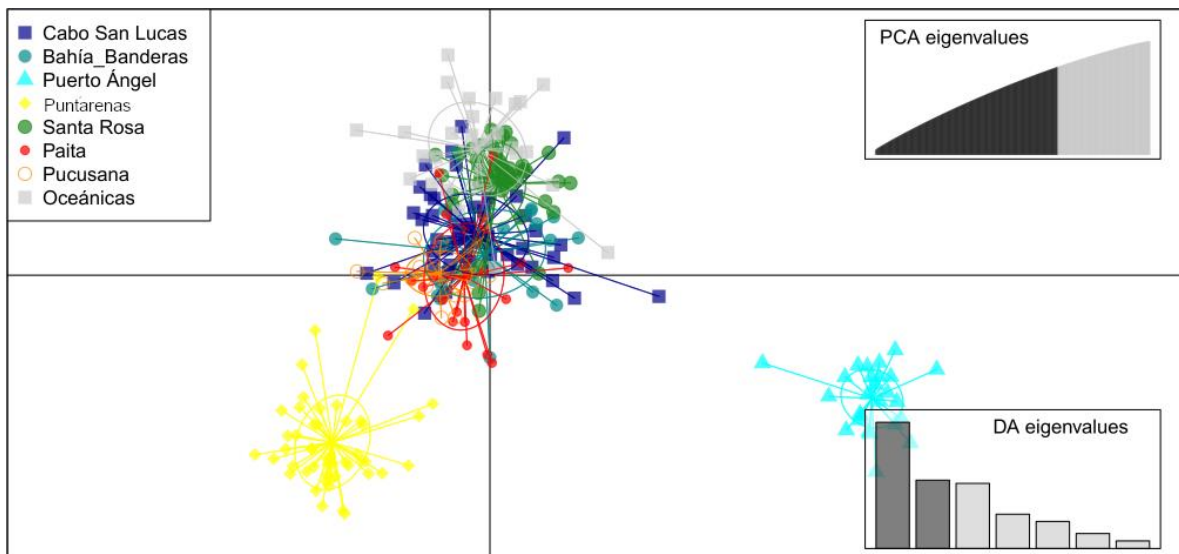 Cabo San Lucas
Bahía_Banderas
Puerto Ángel
Puntarenas
Santa Rosa
Paita
Pucusana
Oceánicas
PCA eigenvalues
DA eigenvalues